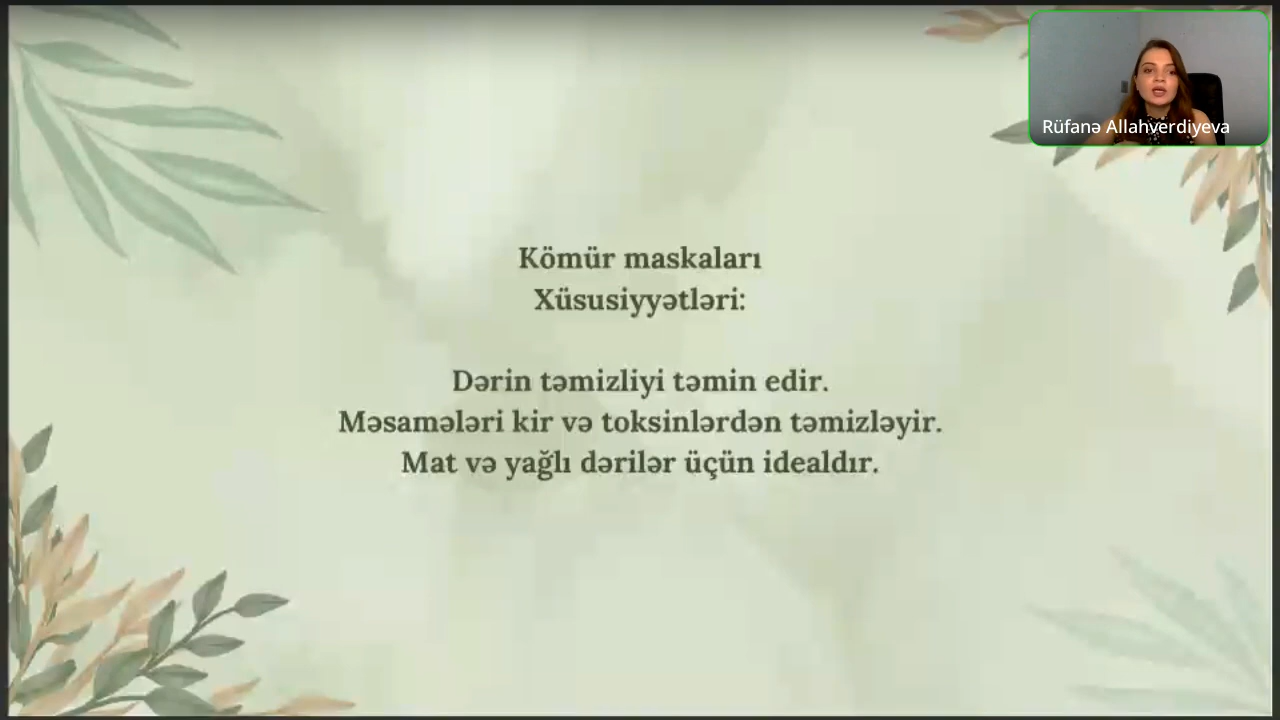 Rüfanə Allahverdiyeva
Kömür maskaları
Xüsusiyyətləri:
Dərin təmizliyi təmin edir.
Məsamələri kir və toksinlərdən təmizləyir.
Mat və yağlı dərilər üçün idealdır.